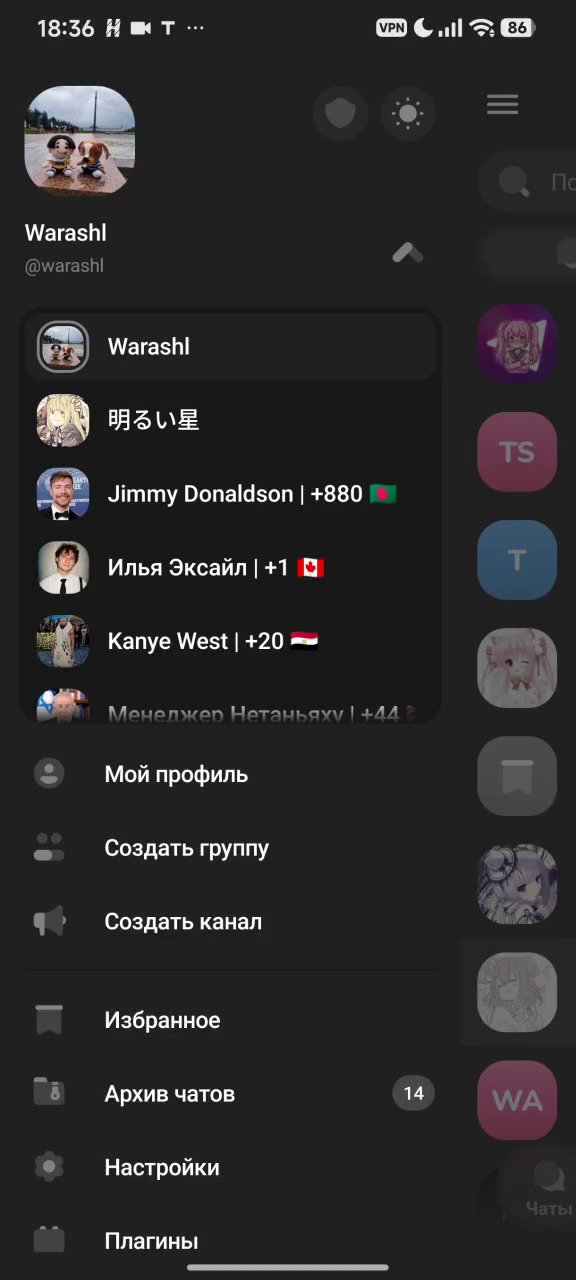 18:36 T ... VPN 86
Warashl
@warashl
Warashl
明るい星
Jimmy Donaldson | +880
Илья Эксайл | +1
Kanye West | +20
Менеджер Нетаньяху | +44
Мой профиль
Создать группу
Создать канал
Избранное
Архив чатов 14
Настройки
Плагины
По
TS
T
WA
Чаты